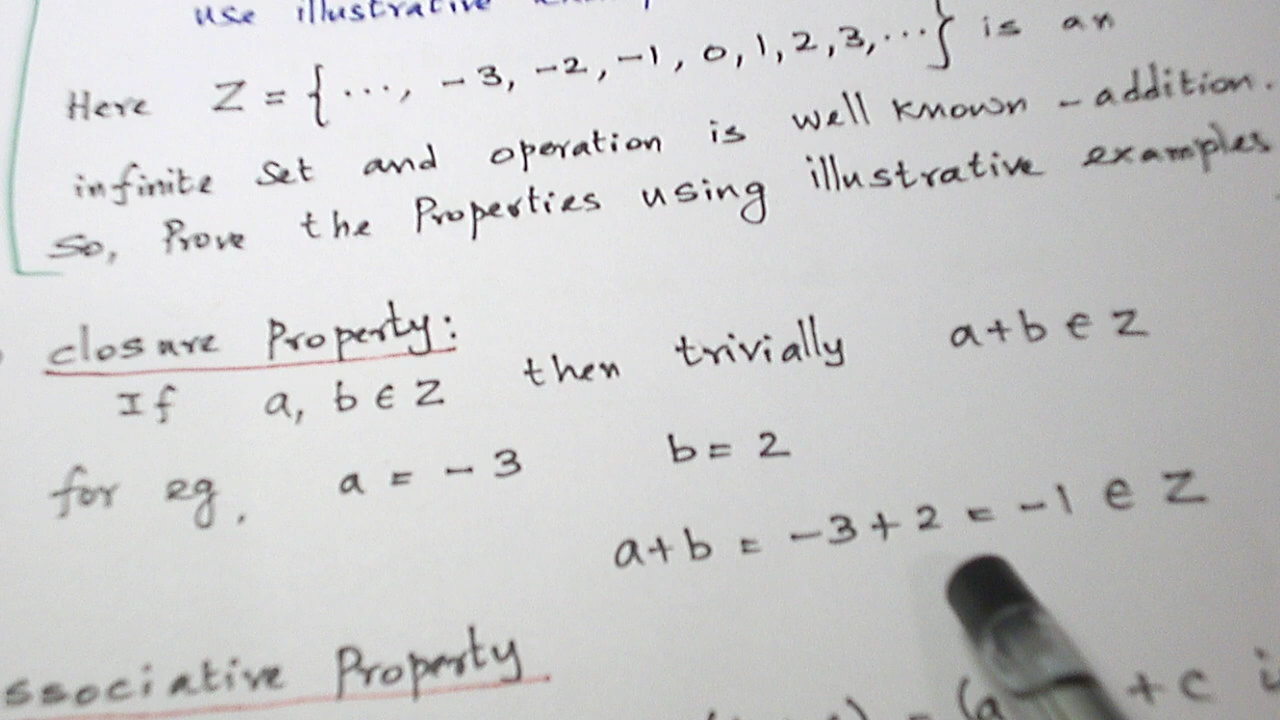 use illustrative
Here Z = { ..., -3, -2, -1, 0, 1, 2, 3, ... } is an
infinite set and operation is well known - addition.
So, Prove the Properties using illustrative examples
closure Property:
If a, b ∈ Z then trivially a+b ∈ Z
for eg. a = -3 b = 2
a+b = -3+2 = -1 ∈ Z
ssociative Property
(a +c